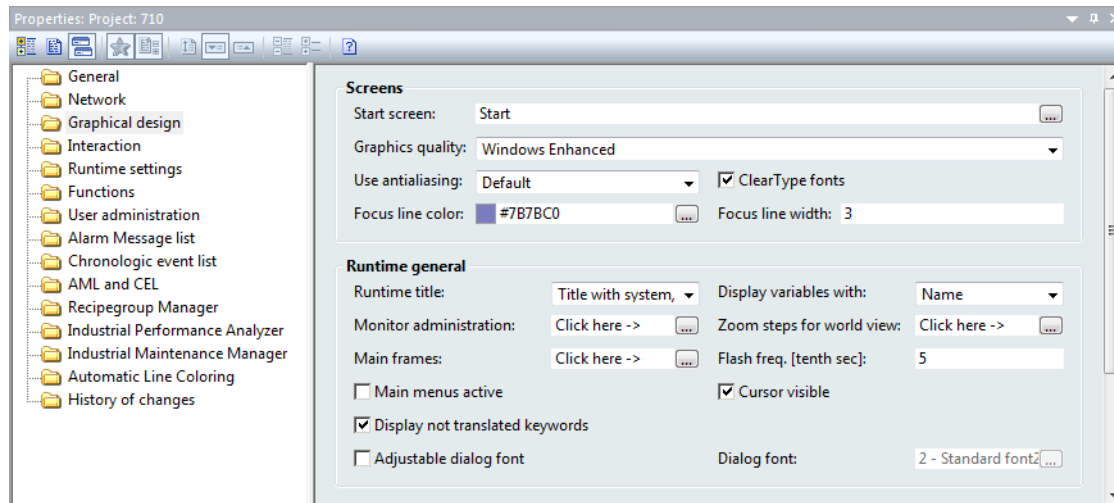 Properties: Project: 710
General
Network
Graphical design
Interaction
Runtime settings
Functions
User administration
Alarm Message list
Chronologic event list
AML and CEL
Recipegroup Manager
Industrial Performance Analyzer
Industrial Maintenance Manager
Automatic Line Coloring
History of changes
Screens
Start screen: Start ...
Graphics quality: Windows Enhanced
Use antialiasing: Default ClearType fonts
Focus line color: #7B7BC0 ... Focus line width: 3
Runtime general
Runtime title: Title with system, Display variables with: Name
Monitor administration: Click here -> ... Zoom steps for world view: Click here -> ...
Main frames: Click here -> ... Flash freq. [tenth sec]: 5
Main menus active Cursor visible
Display not translated keywords
Adjustable dialog font Dialog font: 2 - Standard font2 ...